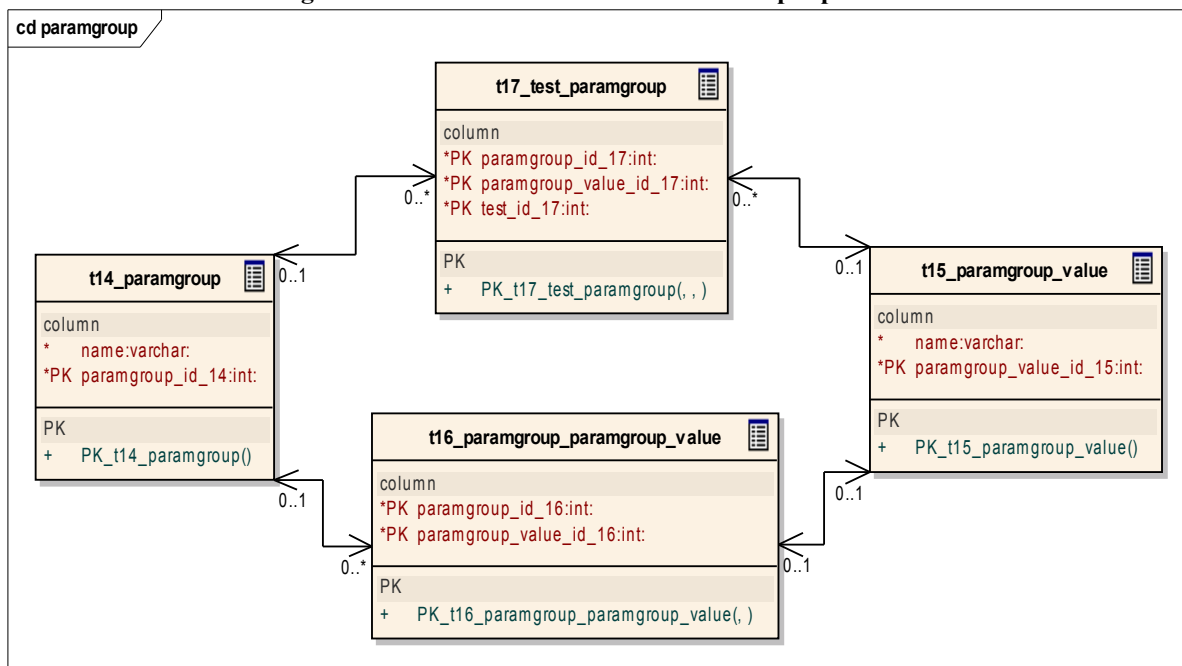 cd paramgroup
t17_test_paramgroup
column
*PK paramgroup_id_17:int:
*PK paramgroup_value_id_17:int:
*PK test_id_17:int:
PK
+ PK_t17_test_paramgroup(, , )
0..*
0..*
0..1
0..1
t14_paramgroup
column
* name:varchar:
*PK paramgroup_id_14:int:
PK
+ PK_t14_paramgroup()
t15_paramgroup_value
column
* name:varchar:
*PK paramgroup_value_id_15:int:
PK
+ PK_t15_paramgroup_value()
0..1
0..1
t16_paramgroup_paramgroup_value
column
*PK paramgroup_id_16:int:
*PK paramgroup_value_id_16:int:
PK
+ PK_t16_paramgroup_paramgroup_value(, )
0..*
0..1